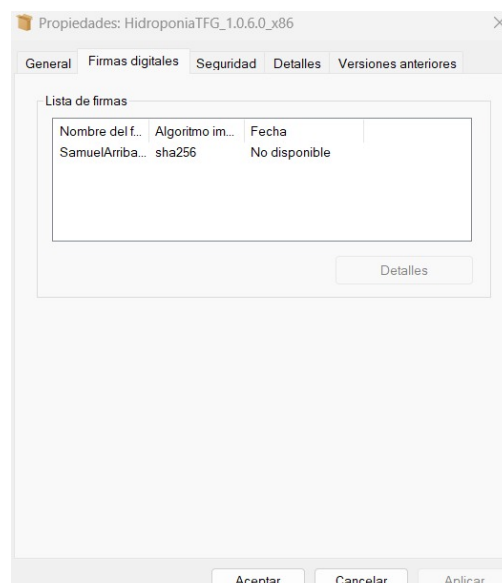 Propiedades: HidroponiaTFG_1.0.6.0_x86
General Firmas digitales Seguridad Detalles Versiones anteriores
Lista de firmas
Nombre del f... Algoritmo im... Fecha
SamuelArriba... sha256 No disponible
Detalles
Aceptar Cancelar Aplicar